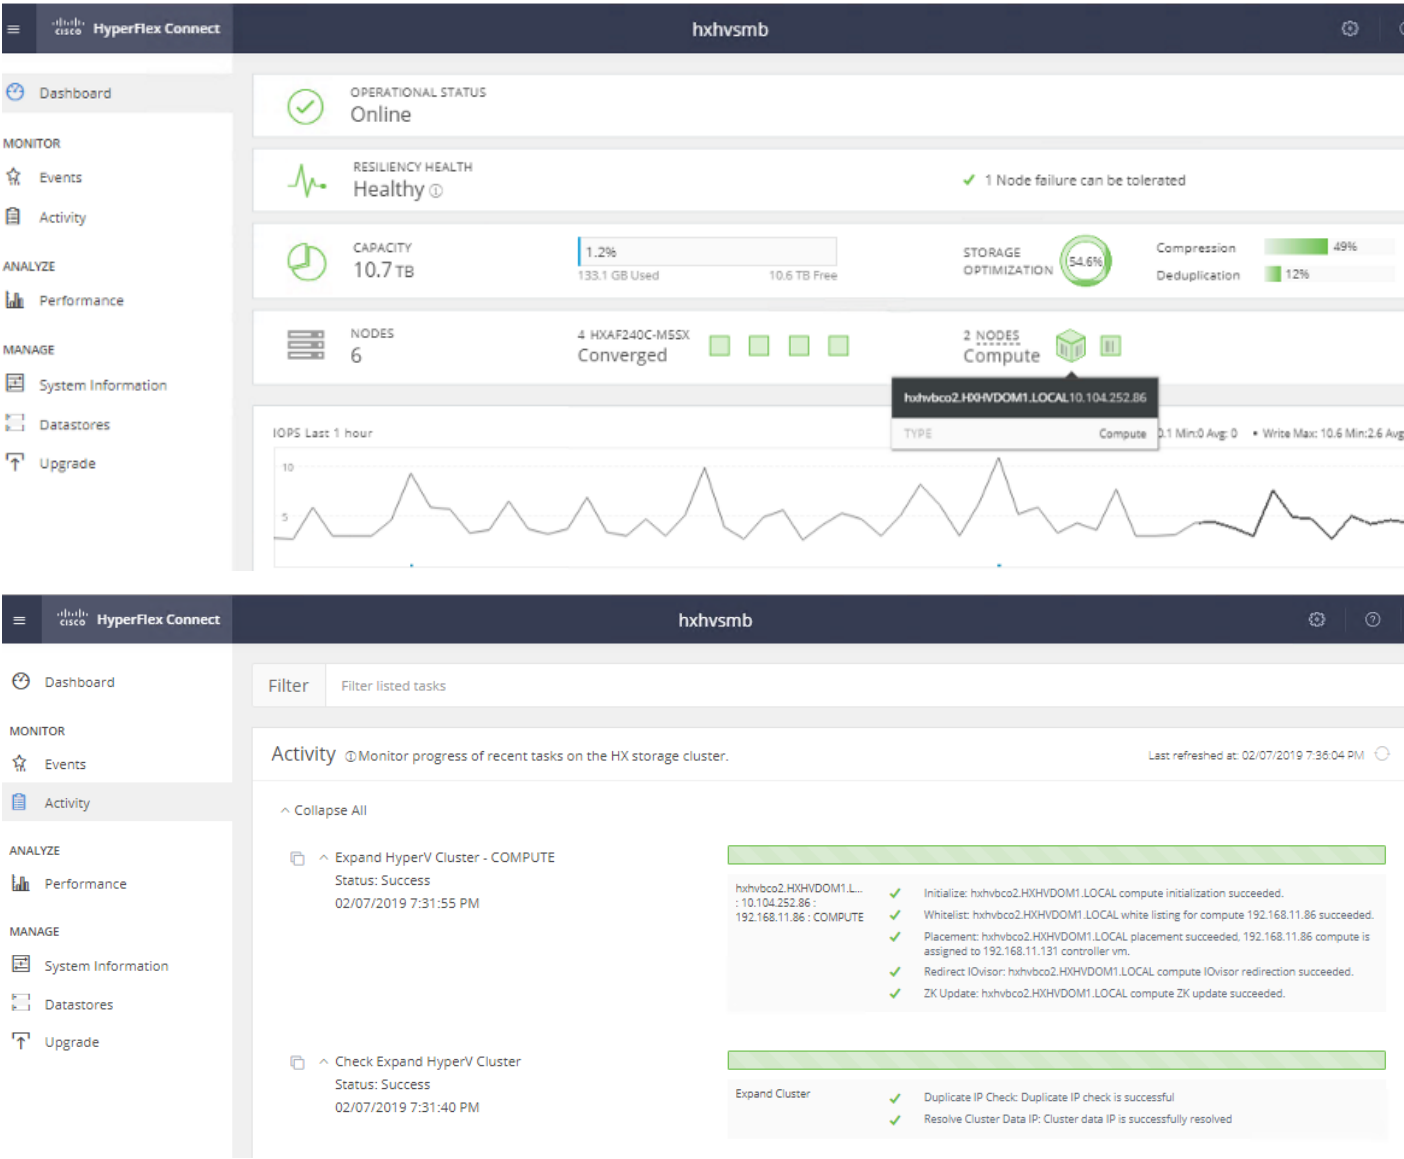 cisco HyperFlex Connect
hxhvsmb
Dashboard
MONITOR
Events
Activity
ANALYZE
Performance
MANAGE
System Information
Datastores
Upgrade
OPERATIONAL STATUS
Online
RESILIENCY HEALTH
Healthy
1 Node failure can be tolerated
CAPACITY
10.7 TB
1.2%
133.1 GB Used
10.6 TB Free
STORAGE
OPTIMIZATION
54.6%
Compression
49%
Deduplication
12%
NODES
6
4 HXAF240C-M5SX
Converged
2 NODES
Compute
hxhvbco2.HXHVDOM1.LOCAL10.104.252.86
TYPE
Compute
IOPS Last 1 hour
0.1 Min:0 Avg: 0 • Write Max: 10.6 Min:2.6 Avg
10
5
cisco HyperFlex Connect
hxhvsmb
Dashboard
MONITOR
Events
Activity
ANALYZE
Performance
MANAGE
System Information
Datastores
Upgrade
Filter
Filter listed tasks
Activity
Monitor progress of recent tasks on the HX storage cluster.
Last refreshed at: 02/07/2019 7:36:04 PM
Collapse All
Expand HyperV Cluster - COMPUTE
Status: Success
02/07/2019 7:31:55 PM
hxhvbco2.HXHVDOM1.L...
: 10.104.252.86 :
192.168.11.86 : COMPUTE
Initialize: hxhvbco2.HXHVDOM1.LOCAL compute initialization succeeded.
Whitelist: hxhvbco2.HXHVDOM1.LOCAL white listing for compute 192.168.11.86 succeeded.
Placement: hxhvbco2.HXHVDOM1.LOCAL placement succeeded, 192.168.11.86 compute is
assigned to 192.168.11.131 controller vm.
Redirect IOvisor: hxhvbco2.HXHVDOM1.LOCAL compute IOvisor redirection succeeded.
ZK Update: hxhvbco2.HXHVDOM1.LOCAL compute ZK update succeeded.
Check Expand HyperV Cluster
Status: Success
02/07/2019 7:31:40 PM
Expand Cluster
Duplicate IP Check: Duplicate IP check is successful
Resolve Cluster Data IP: Cluster data IP is successfully resolved